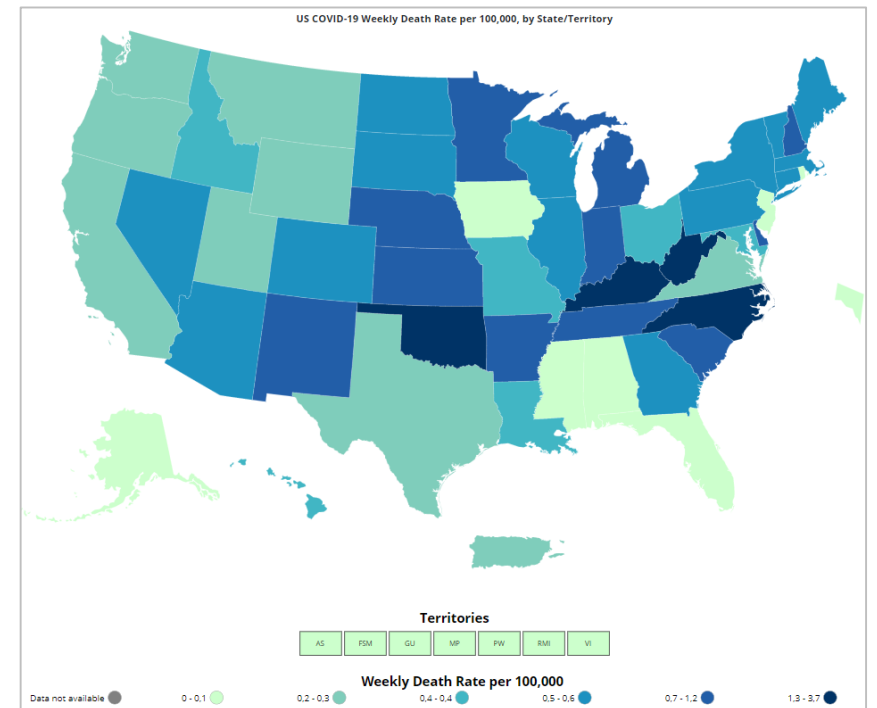 US COVID-19 Weekly Death Rate per 100,000, by State/Territory
Territories
AS FSM GU MP PW RMI VI
Weekly Death Rate per 100,000
Data not available 0 - 0,1 0,2 - 0,3 0,4 - 0,4 0,5 - 0,6 0,7 - 1,2 1,3 - 3,7